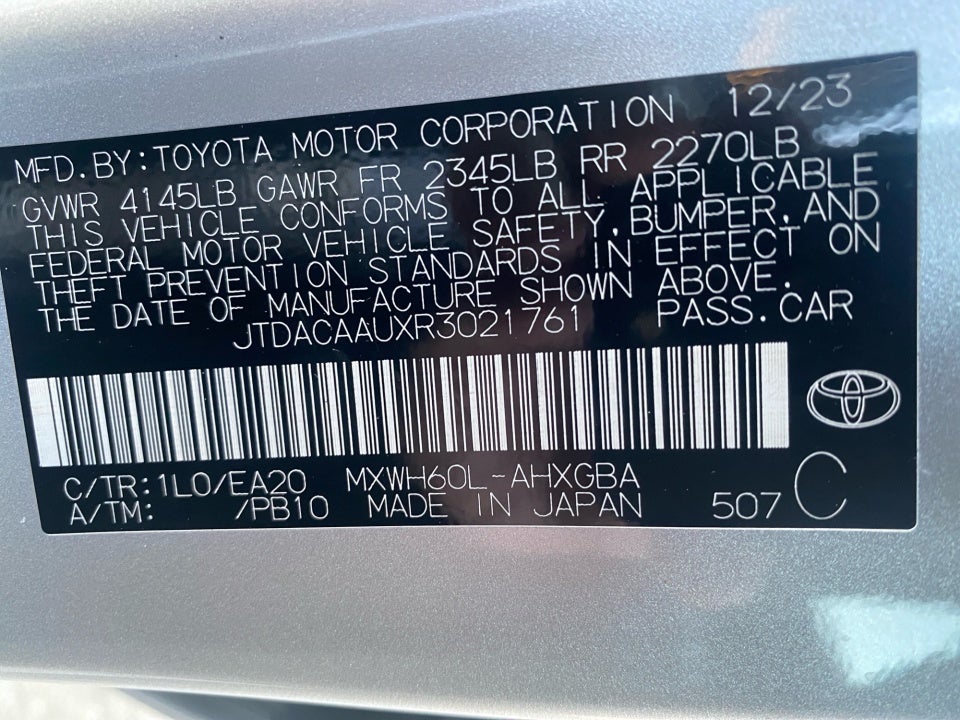 MFD.BY:TOYOTA MOTOR CORPORATION 12/23
GVWR 4145LB GAWR FR 2345LB RR 2270LB
THIS VEHICLE CONFORMS TO ALL APPLICABLE
FEDERAL MOTOR VEHICLE SAFETY,BUMPER,AND
THEFT PREVENTION STANDARDS IN EFFECT ON
THE DATE OF MANUFACTURE SHOWN ABOVE.
JTDACAAUXR3021761 PASS.CAR
C/TR:1L0/EA20 MXWH60L-AHXGBA
A/TM: /PB10 MADE IN JAPAN 507 C